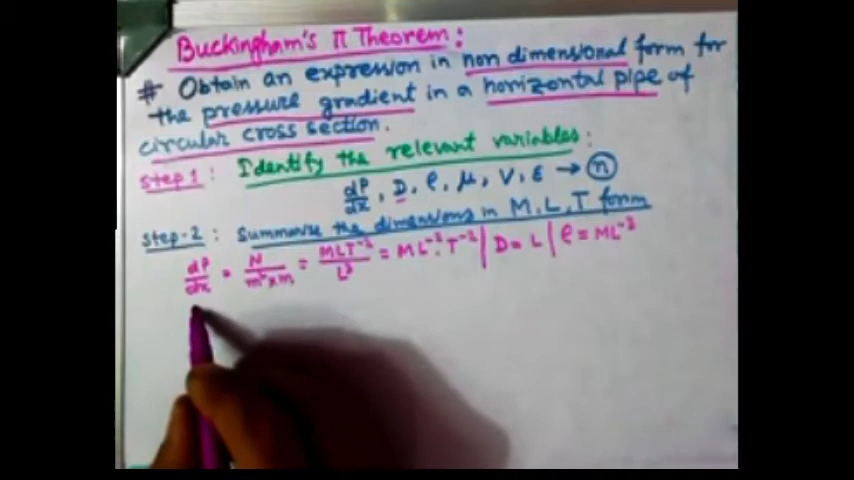 Buckingham's π Theorem:
# Obtain an expression in non dimensional form for
the pressure gradient in a horizontal pipe of
circular cross section.
Step 1: Identify the relevant variables:
dP/dx, D, ρ, μ, V, ε → n
Step-2: Summarize the dimensions in M, L, T form
dP/dx = N/m²×m = MLT⁻²/L³ = ML⁻²·T⁻² | D = L | ρ = ML⁻³